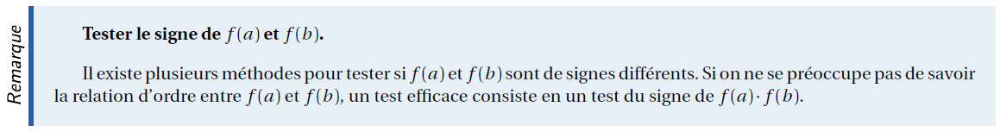 Remarque
Tester le signe de f(a) et f(b).
Il existe plusieurs méthodes pour tester si f(a) et f(b) sont de signes différents. Si on ne se préoccupe pas de savoir
la relation d'ordre entre f(a) et f(b), un test efficace consiste en un test du signe de f(a)·f(b).